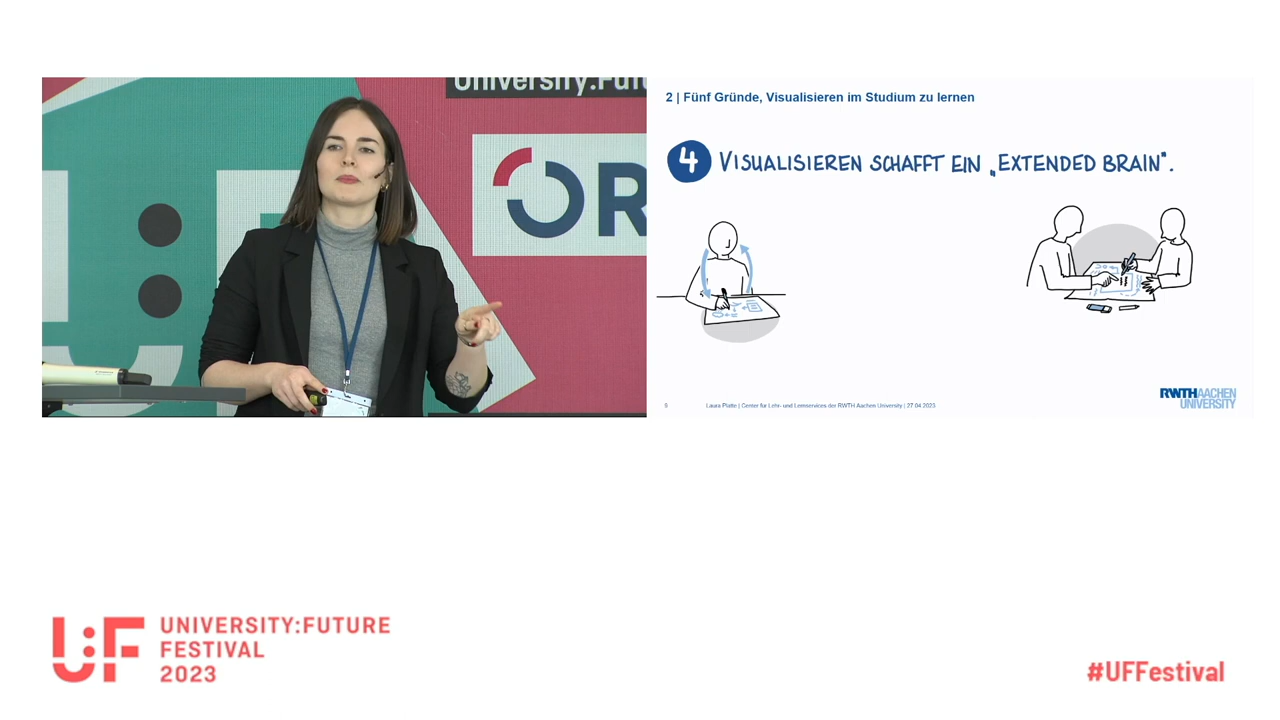 University:Futu
OR
2 | Fünf Gründe, Visualisieren im Studium zu lernen
4 VISUALISIEREN SCHAFFT EIN „EXTENDED BRAIN".
9 Laura Platte | Center für Lehr- und Lernservices der RWTH Aachen University | 27.04.2023
RWTH AACHEN
UNIVERSITY
U:F UNIVERSITY:FUTURE
FESTIVAL
2023
#UFFestival